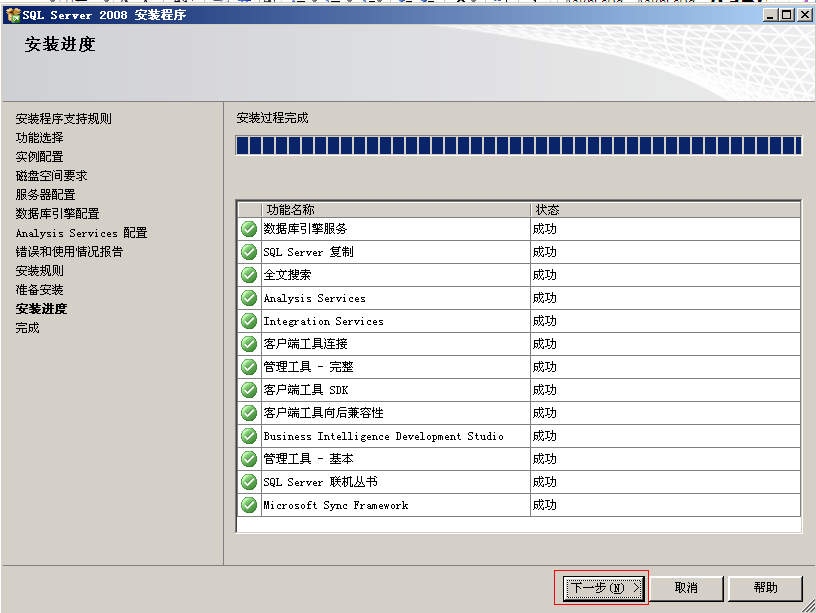 SQL Server 2008 安装程序
安装进度
安装程序支持规则
功能选择
实例配置
磁盘空间要求
服务器配置
数据库引擎配置
Analysis Services 配置
错误和使用情况报告
安装规则
准备安装
安装进度
完成
安装过程完成
功能名称 状态
数据库引擎服务 成功
SQL Server 复制 成功
全文搜索 成功
Analysis Services 成功
Integration Services 成功
客户端工具连接 成功
管理工具 - 完整 成功
客户端工具 SDK 成功
客户端工具向后兼容性 成功
Business Intelligence Development Studio 成功
管理工具 - 基本 成功
SQL Server 联机丛书 成功
Microsoft Sync Framework 成功
下一步(N) > 取消 帮助